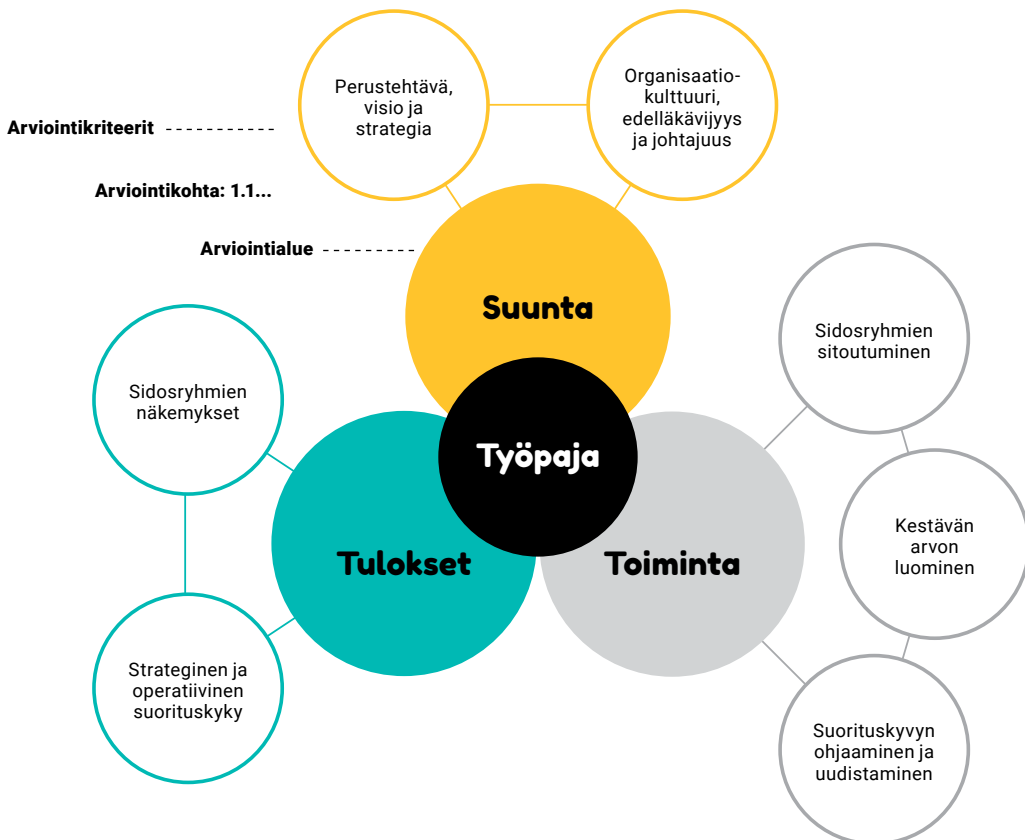 Perustehtävä,
visio ja
strategia
Organisaatio-
kulttuuri,
edelläkävijyys
ja johtajuus
Arviointikriteerit
Arviointikohta: 1.1...
Arviointialue
Suunta
Sidosryhmien
sitoutuminen
Sidosryhmien
näkemykset
Työpaja
Kestävän
arvon
luominen
Tulokset
Toiminta
Strateginen ja
operatiivinen
suorituskyky
Suorituskyvyn
ohjaaminen ja
uudistaminen